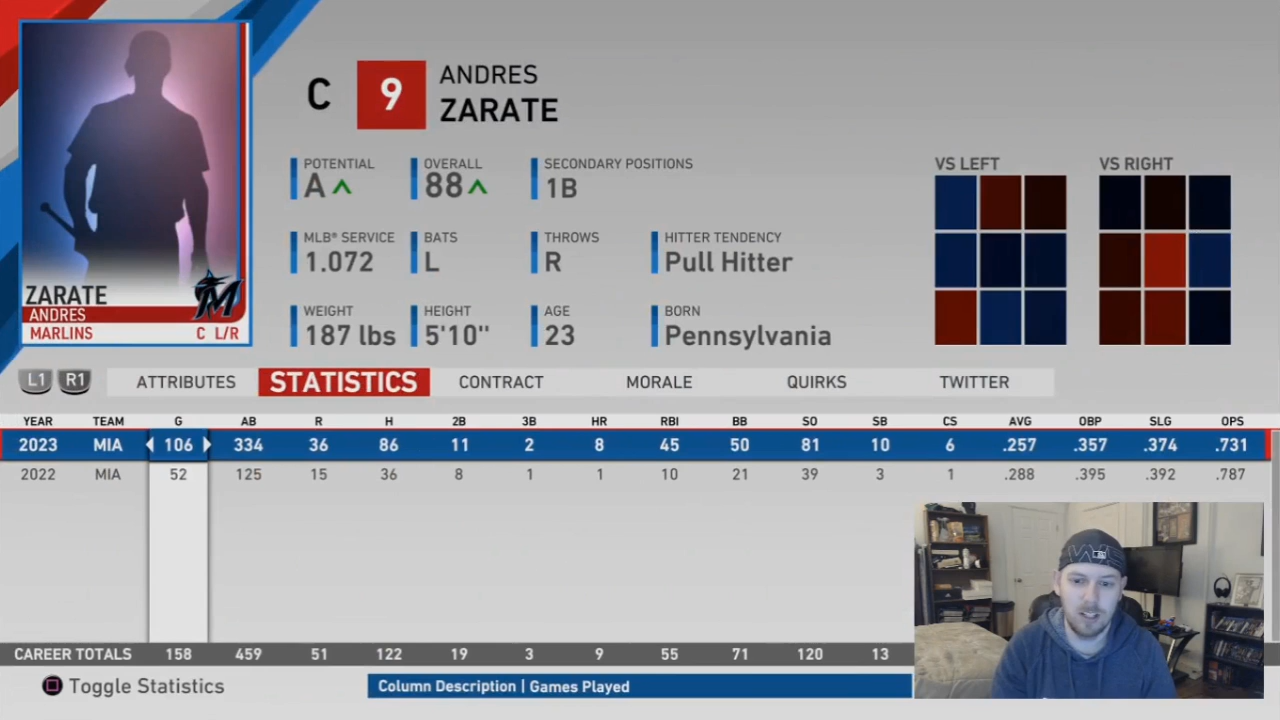 C 9 ANDRES
ZARATE
POTENTIAL OVERALL SECONDARY POSITIONS
A 88 1B
VS LEFT VS RIGHT
MLB® SERVICE BATS THROWS HITTER TENDENCY
1.072 L R Pull Hitter
WEIGHT HEIGHT AGE BORN
187 lbs 5'10" 23 Pennsylvania
M
ZARATE
ANDRES
MARLINS C L/R
L1 R1 ATTRIBUTES STATISTICS CONTRACT MORALE QUIRKS TWITTER
YEAR TEAM G AB R H 2B 3B HR RBI BB SO SB CS AVG OBP SLG OPS
2023 MIA 106 334 36 86 11 2 8 45 50 81 10 6 .257 .357 .374 .731
2022 MIA 52 125 15 36 8 1 1 10 21 39 3 1 .288 .395 .392 .787
CAREER TOTALS 158 459 51 122 19 3 9 55 71 120 13
Toggle Statistics Column Description | Games Played